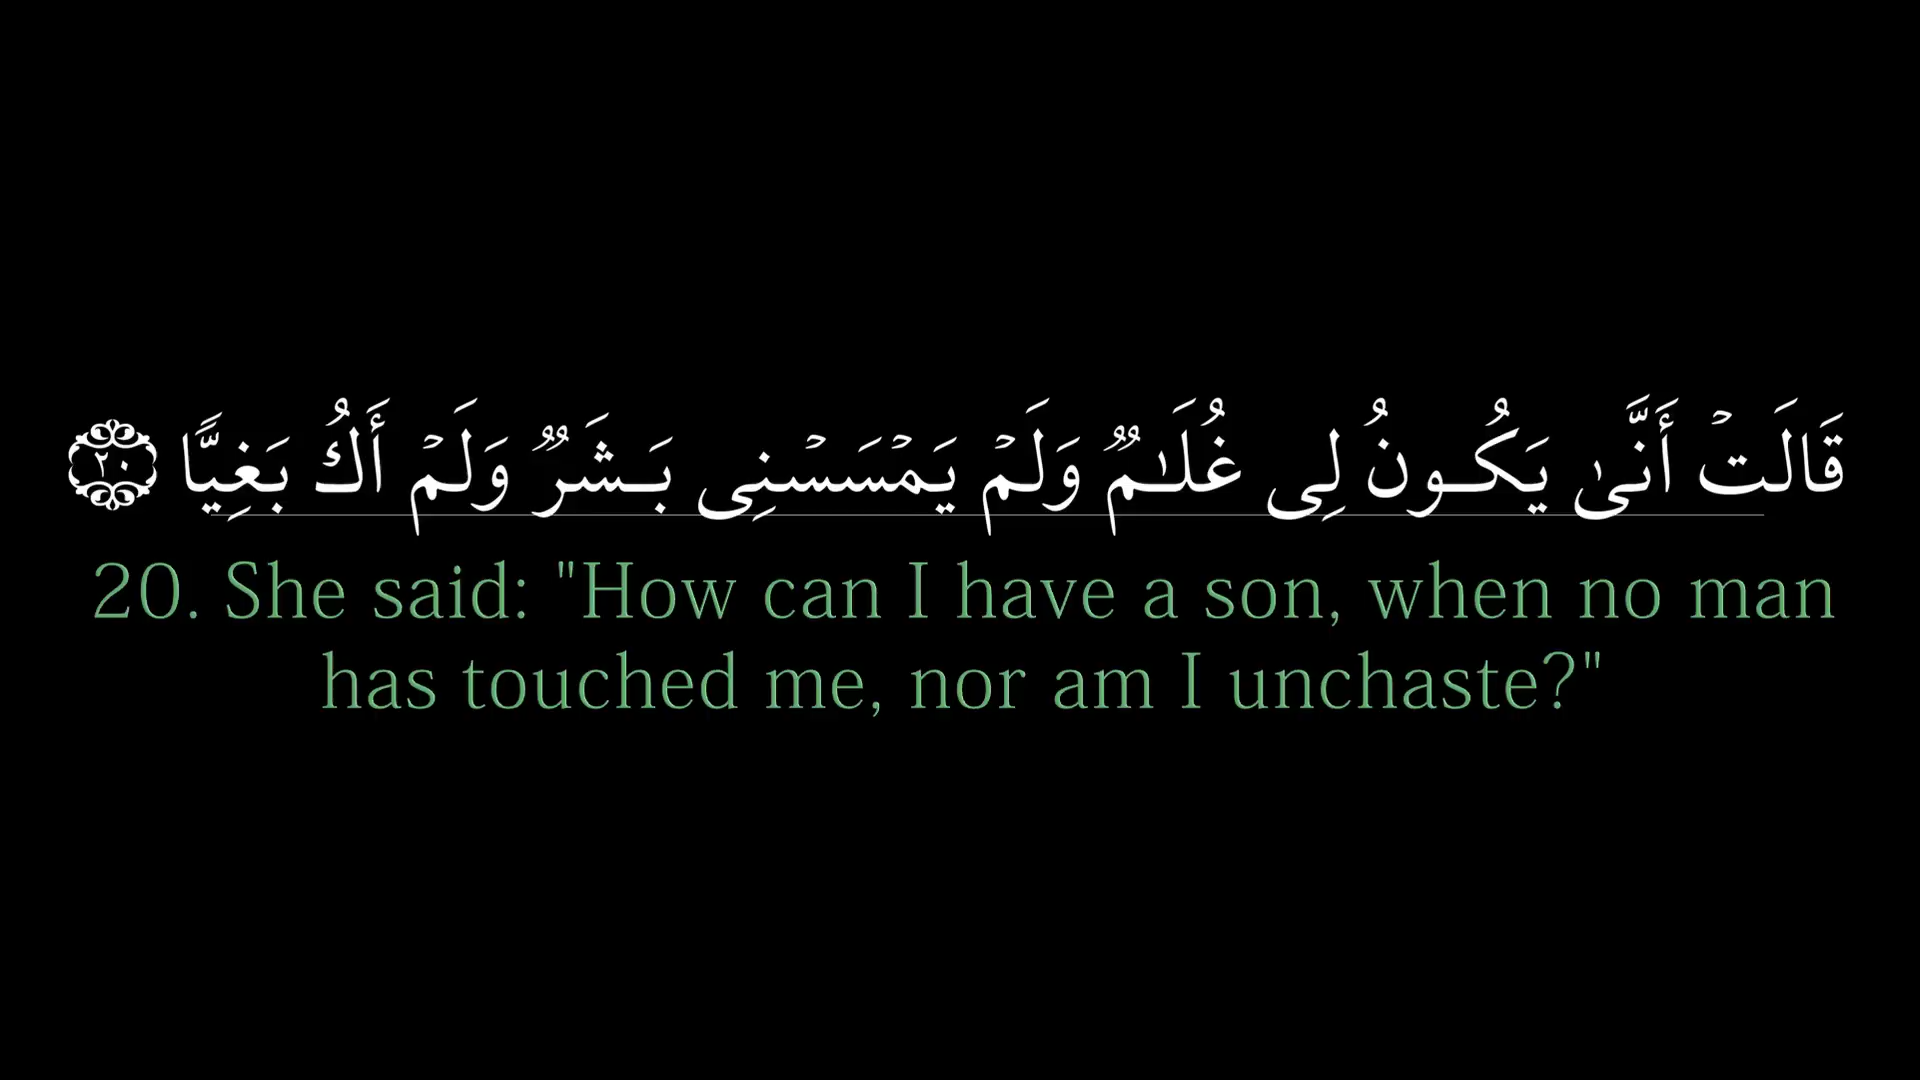 قَالَتۡ أَنَّىٰ يَكُونُ لِى غُلَـٰمٌ وَلَمۡ يَمۡسَسۡنِى بَشَرٌ وَلَمۡ أَكُ بَغِيًّا ٢٠
20. She said: "How can I have a son, when no man
has touched me, nor am I unchaste?"